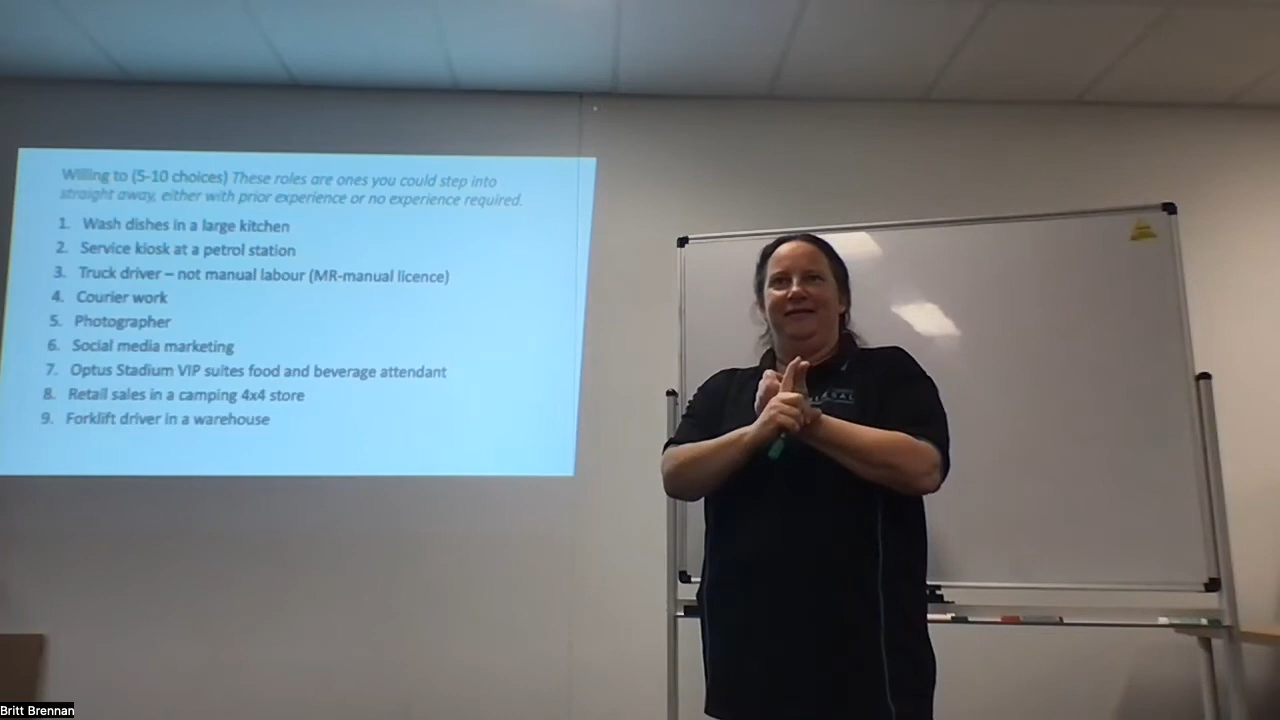 Willing to (5-10 choices) These roles are ones you could step into
straight away, either with prior experience or no experience required.
1. Wash dishes in a large kitchen
2. Service kiosk at a petrol station
3. Truck driver – not manual labour (MR-manual licence)
4. Courier work
5. Photographer
6. Social media marketing
7. Optus Stadium VIP suites food and beverage attendant
8. Retail sales in a camping 4x4 store
9. Forklift driver in a warehouse
Britt Brennan